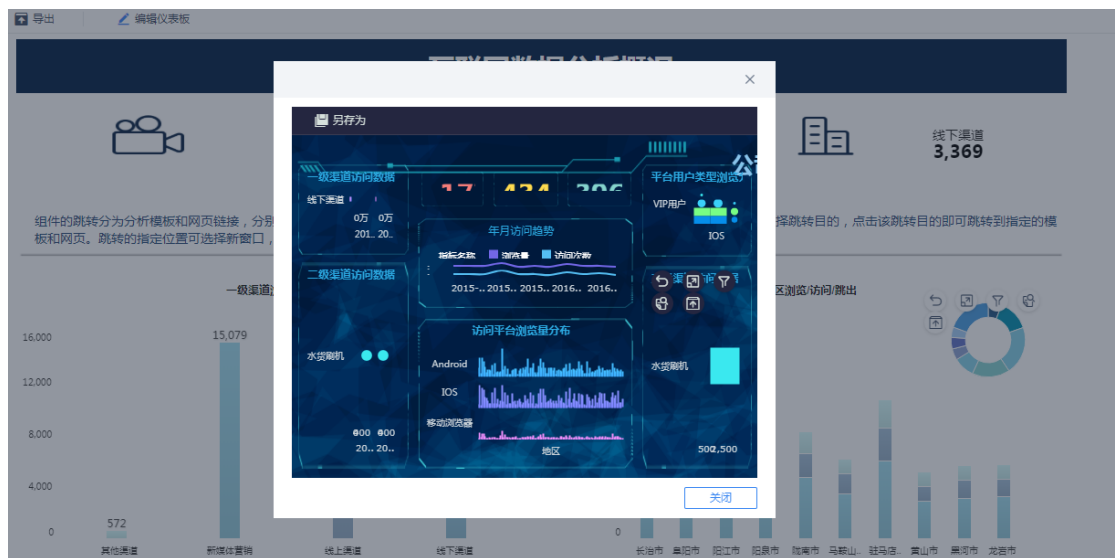 导出
编辑仪表板
线下渠道
3,369
组件的跳转分为分析模板和网页链接，分别
择跳转目的，点击该跳转目的即可跳转到指定的模
板和网页。跳转的指定位置可选择新窗口，
另存为
公司
一级渠道访问数据
线下渠道
0万 0万
201.. 20..
17 434 306
平台用户类型浏览
VIP用户
IOS
年月访问趋势
指标名称 浏览量 访问次数
2015-.. 2015.. 2015.. 2016.. 2016..
二级渠道访问数据
水货刷机
20.. 20..
访问平台浏览量分布
Android
IOS
移动浏览器
地区
水货刷机
关闭
一级渠道
区浏览/访问/跳出
16,000
12,000
8,000
4,000
0
572
15,079
其他渠道
新媒体营销
线上渠道
线下渠道
0
长治市
阜阳市
阳江市
阳泉市
陇南市
马鞍山..
驻马店..
黄山市
黑河市
龙岩市